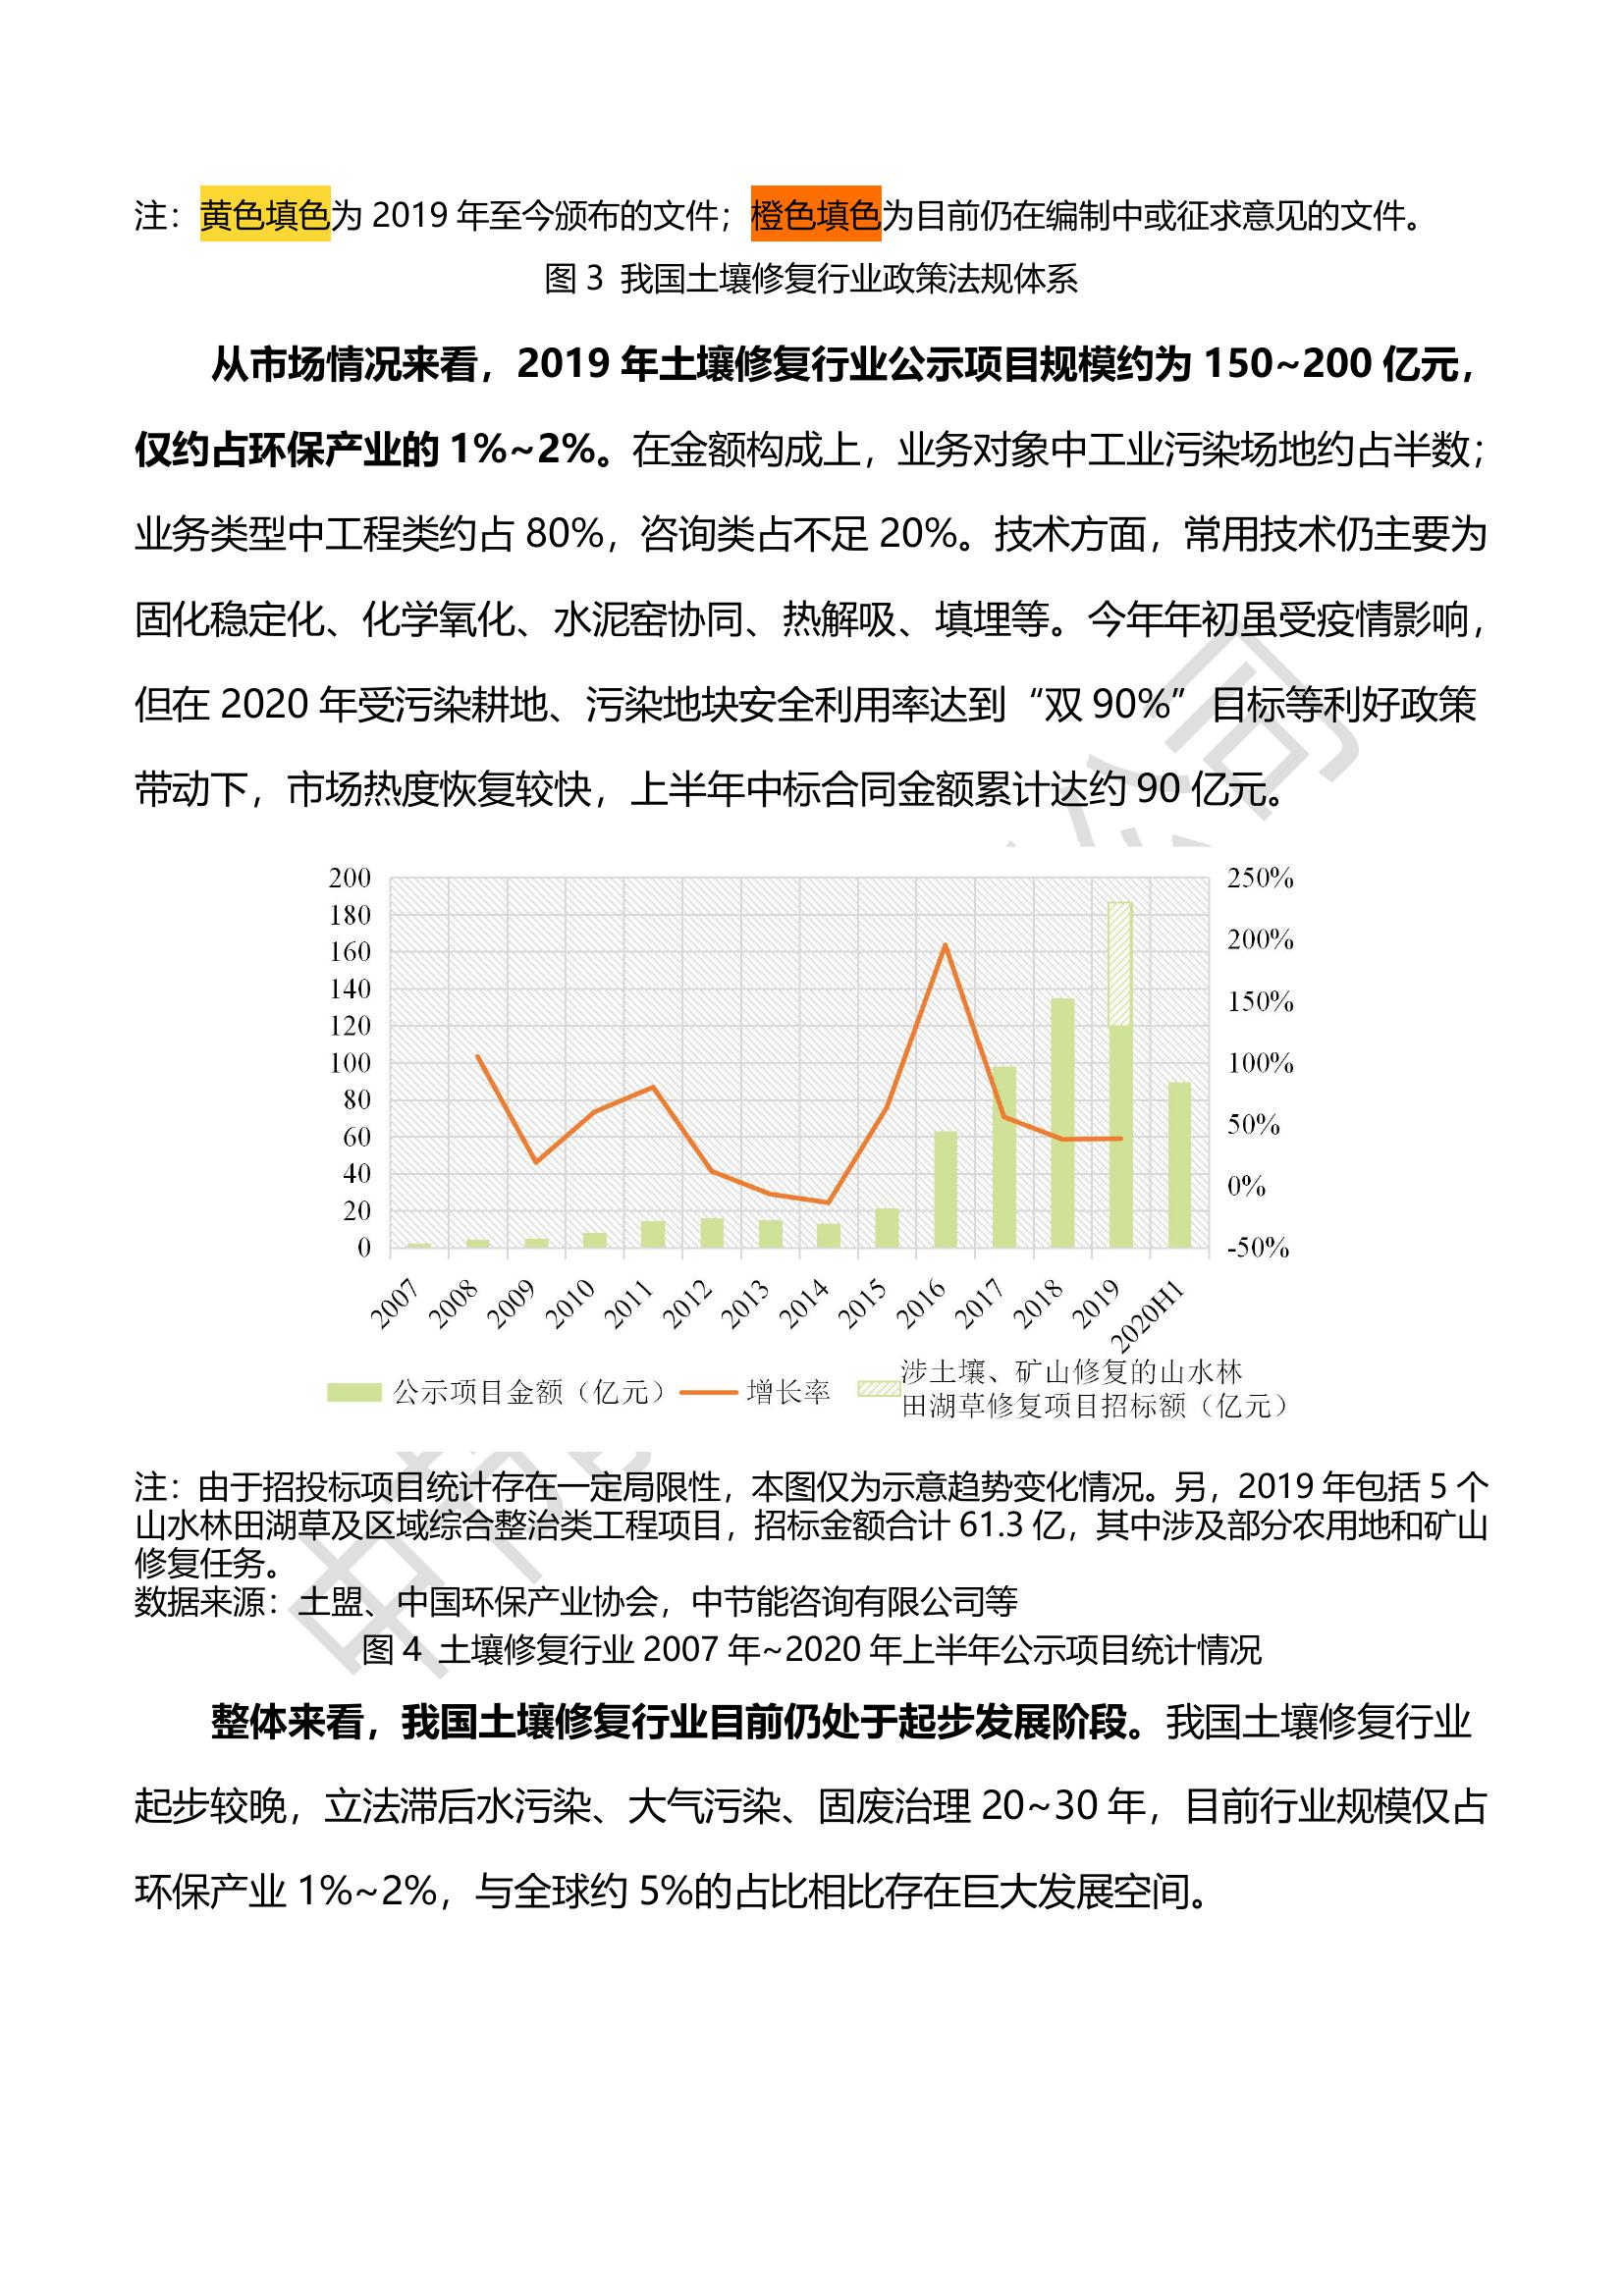 注：黄色填色为 2019 年至今颁布的文件；橙色填色为目前仍在编制中或征求意见的文件。
图 3 我国土壤修复行业政策法规体系
从市场情况来看，2019 年土壤修复行业公示项目规模约为 150~200 亿元，
仅约占环保产业的 1%~2%。在金额构成上，业务对象中工业污染场地约占半数；
业务类型中工程类约占 80%，咨询类占不足 20%。技术方面，常用技术仍主要为
固化稳定化、化学氧化、水泥窑协同、热解吸、填埋等。今年年初虽受疫情影响，
但在 2020 年受污染耕地、污染地块安全利用率达到“双 90%”目标等利好政策
带动下，市场热度恢复较快，上半年中标合同金额累计达约 90 亿元。
200 250%
180
160 200%
140 150%
120
100 100%
80
60 50%
40 0%
20
0 -50%
2007 2008 2009 2010 2011 2012 2013 2014 2015 2016 2017 2018 2019 2020H1
公示项目金额（亿元） 增长率 涉土壤、矿山修复的山水林
田湖草修复项目招标额（亿元）
注：由于招投标项目统计存在一定局限性，本图仅为示意趋势变化情况。另，2019 年包括 5 个
山水林田湖草及区域综合整治类工程项目，招标金额合计 61.3 亿，其中涉及部分农用地和矿山
修复任务。
数据来源：土盟、中国环保产业协会，中节能咨询有限公司等
图 4 土壤修复行业 2007 年~2020 年上半年公示项目统计情况
整体来看，我国土壤修复行业目前仍处于起步发展阶段。我国土壤修复行业
起步较晚，立法滞后水污染、大气污染、固废治理 20~30 年，目前行业规模仅占
环保产业 1%~2%，与全球约 5%的占比相比存在巨大发展空间。